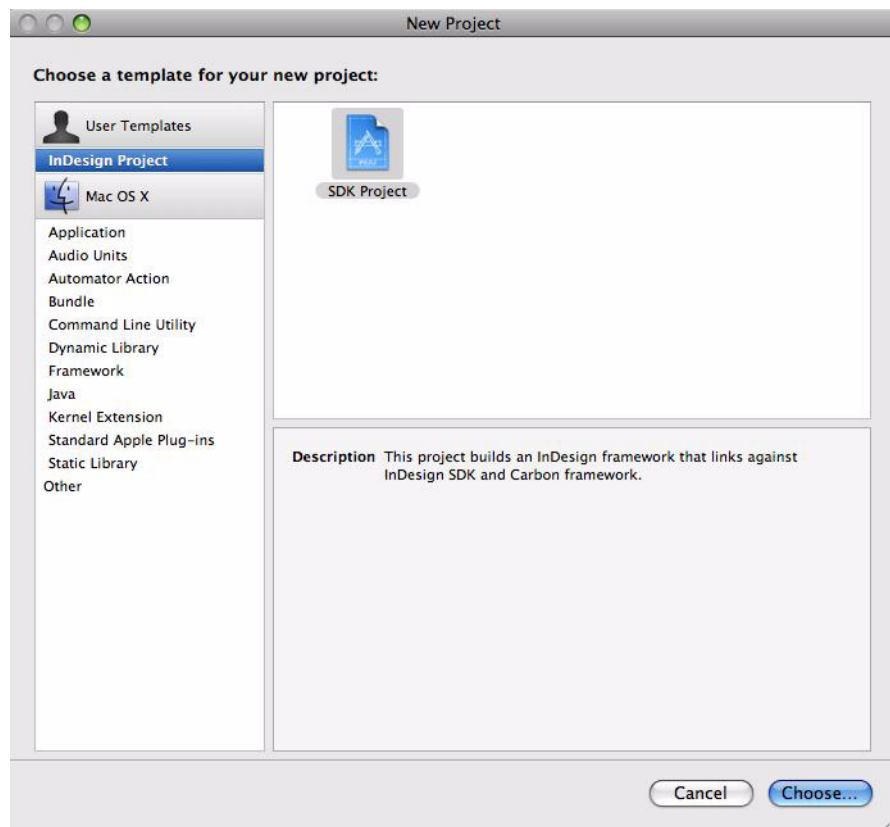 New Project
Choose a template for your new project:
User Templates
InDesign Project
Mac OS X
Application
Audio Units
Automator Action
Bundle
Command Line Utility
Dynamic Library
Framework
Java
Kernel Extension
Standard Apple Plug-ins
Static Library
Other
SDK Project
Description This project builds an InDesign framework that links against
InDesign SDK and Carbon framework.
Cancel
Choose...